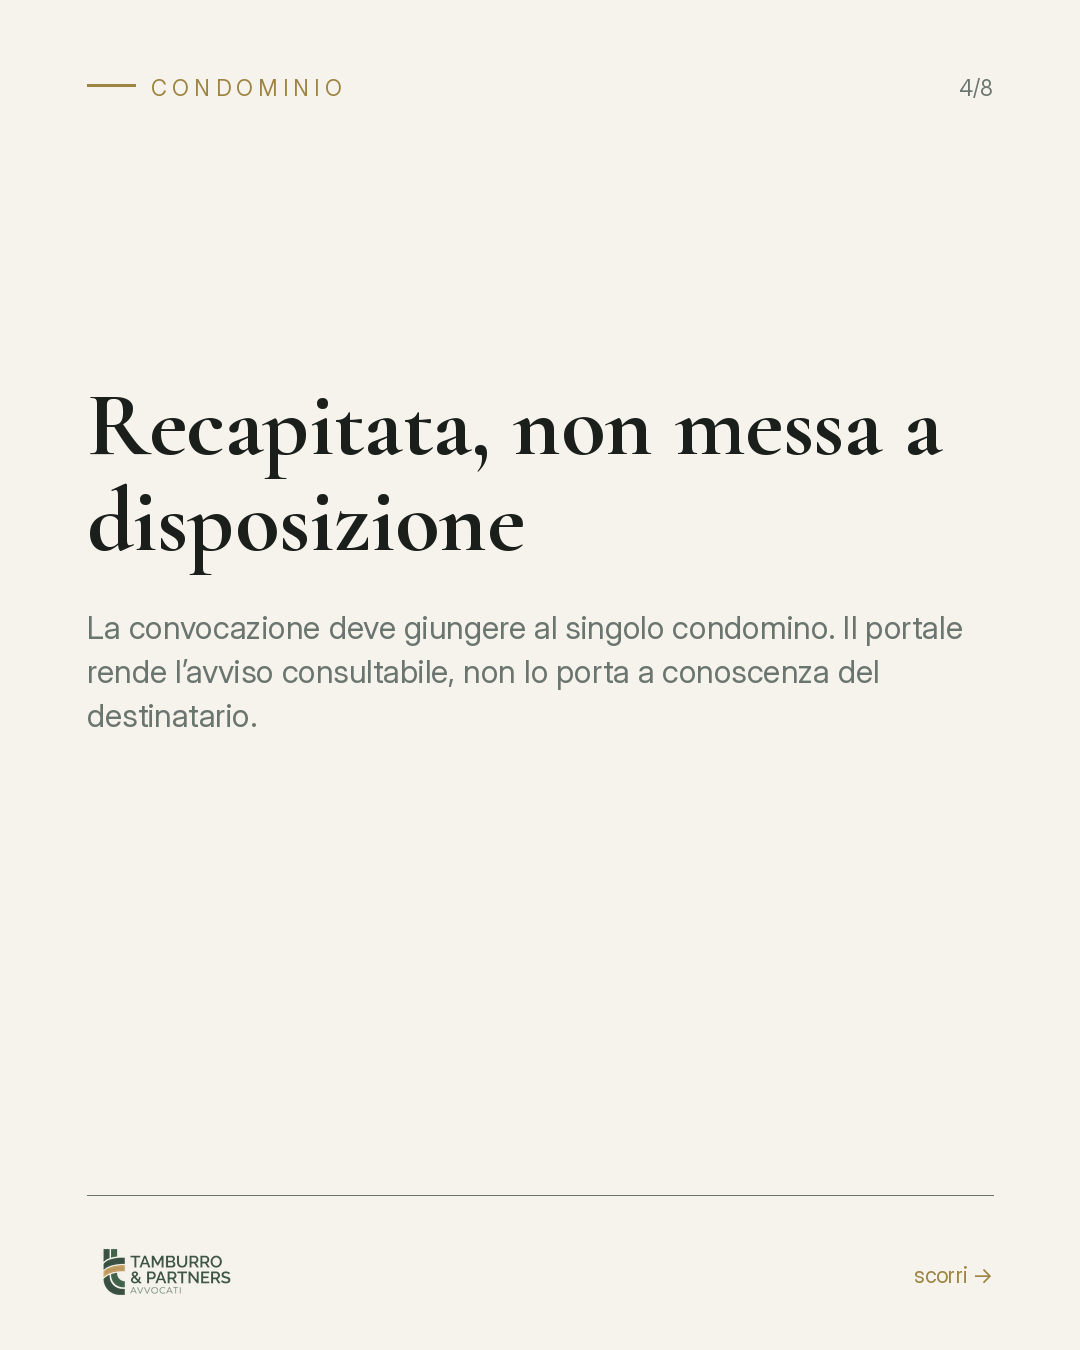 CONDOMINIO
4/8
Recapitata, non messa a
disposizione
La convocazione deve giungere al singolo condomino. Il portale
rende l’avviso consultabile, non lo porta a conoscenza del
destinatario.
TAMBURRO
& PARTNERS
AVVOCATI
scorri →